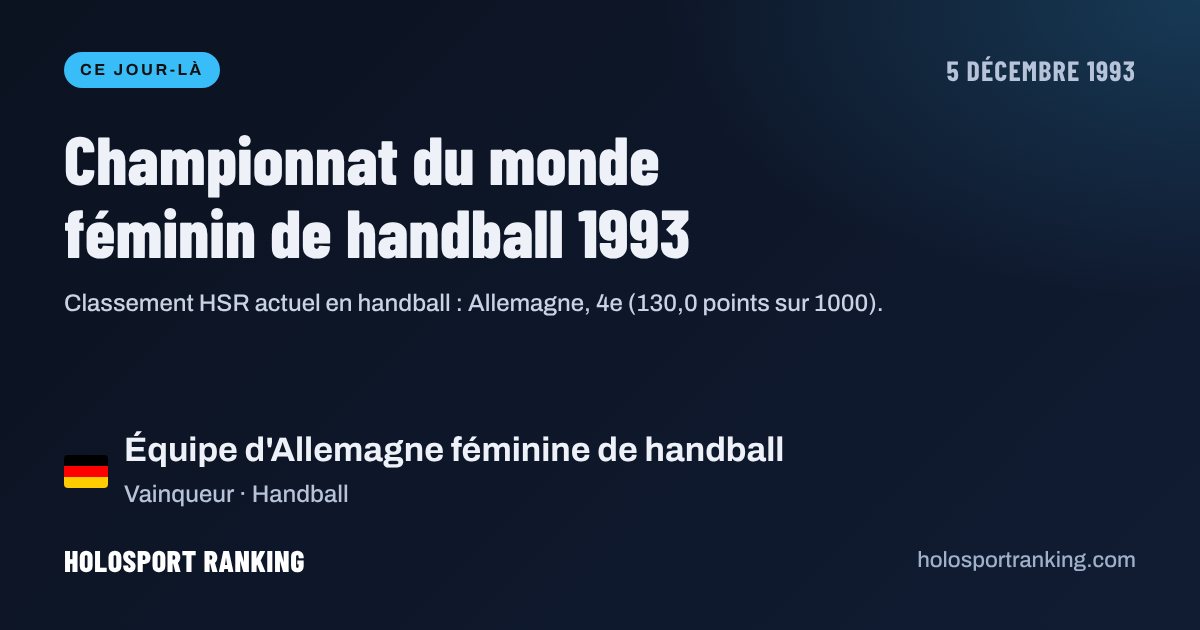 CE JOUR-LÀ
5 DÉCEMBRE 1993
Championnat du monde
féminin de handball 1993
Classement HSR actuel en handball : Allemagne, 4e (130,0 points sur 1000).
Équipe d'Allemagne féminine de handball
Vainqueur · Handball
HOLOSPORT RANKING
holosportranking.com